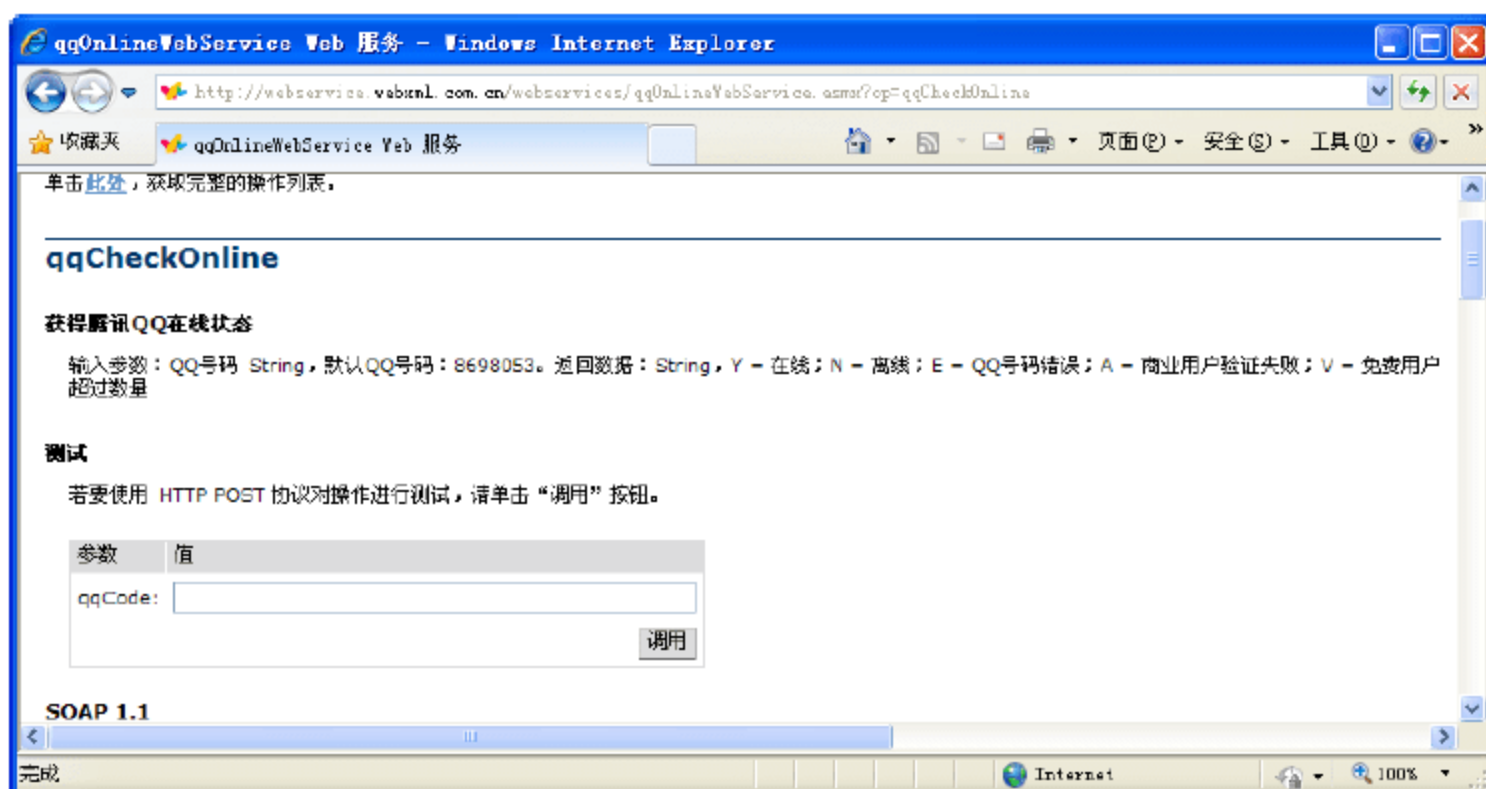 qqOnlineWebService Web 服务 - Windows Internet Explorer
http://webservice.webxml.com.cn/webservices/qqOnlineWebService.asmx?op=qqCheckOnline
收藏夹
qqOnlineWebService Web 服务
页面(P)
安全(S)
工具(O)
单击此处，获取完整的操作列表。
qqCheckOnline
获得腾讯QQ在线状态
输入参数：QQ号码 String，默认QQ号码：8698053。返回数据：String，Y = 在线；N = 离线；E = QQ号码错误；A = 商业用户验证失败；V = 免费用户
超过数量
测试
若要使用 HTTP POST 协议对操作进行测试，请单击“调用”按钮。
参数 值
qqCode:
调用
SOAP 1.1
完成
Internet
100%